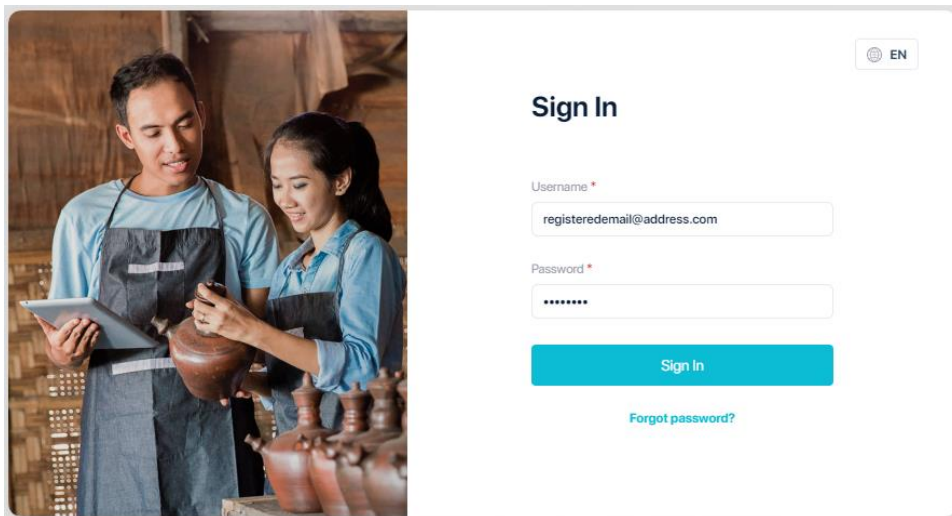 EN
Sign In
Username *
registeredemail@address.com
Password *
••••••••
Sign In
Forgot password?